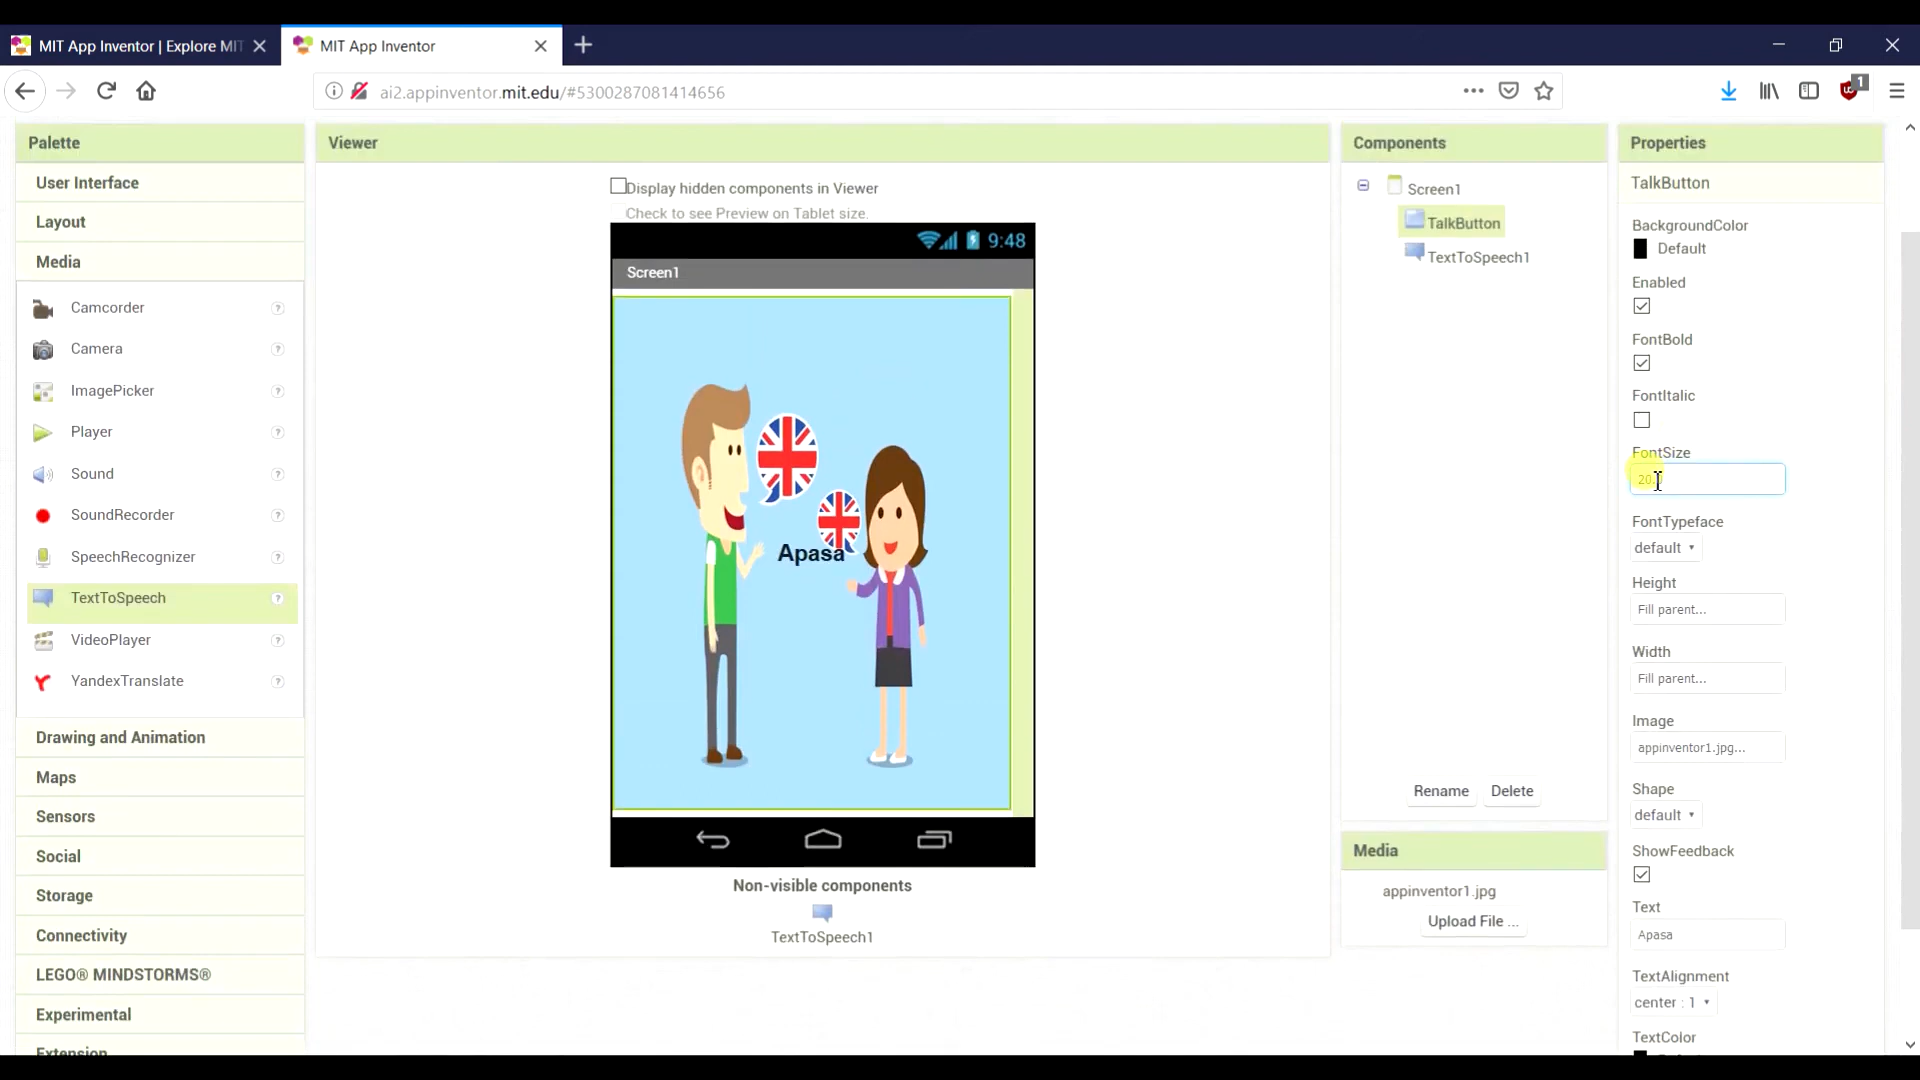 MIT App Inventor | Explore MIT
MIT App Inventor
ai2.appinventor.mit.edu/#5300287081414656
1
Palette
Viewer
Components
Properties
User Interface
Layout
Media
Camcorder
?
Camera
?
ImagePicker
?
Player
?
Sound
?
SoundRecorder
?
SpeechRecognizer
?
TextToSpeech
?
VideoPlayer
?
YandexTranslate
?
Drawing and Animation
Maps
Sensors
Social
Storage
Connectivity
LEGO® MINDSTORMS®
Experimental
Extension
Display hidden components in Viewer
Check to see Preview on Tablet size.
9:48
Screen1
Apasa
Non-visible components
TextToSpeech1
Screen1
TalkButton
TextToSpeech1
Rename
Delete
Media
appinventor1.jpg
Upload File ...
TalkButton
BackgroundColor
Default
Enabled
FontBold
FontItalic
FontSize
FontTypeface
default
Height
Fill parent...
Width
Fill parent...
Image
appinventor1.jpg...
Shape
default
ShowFeedback
Text
Apasa
TextAlignment
center : 1
TextColor